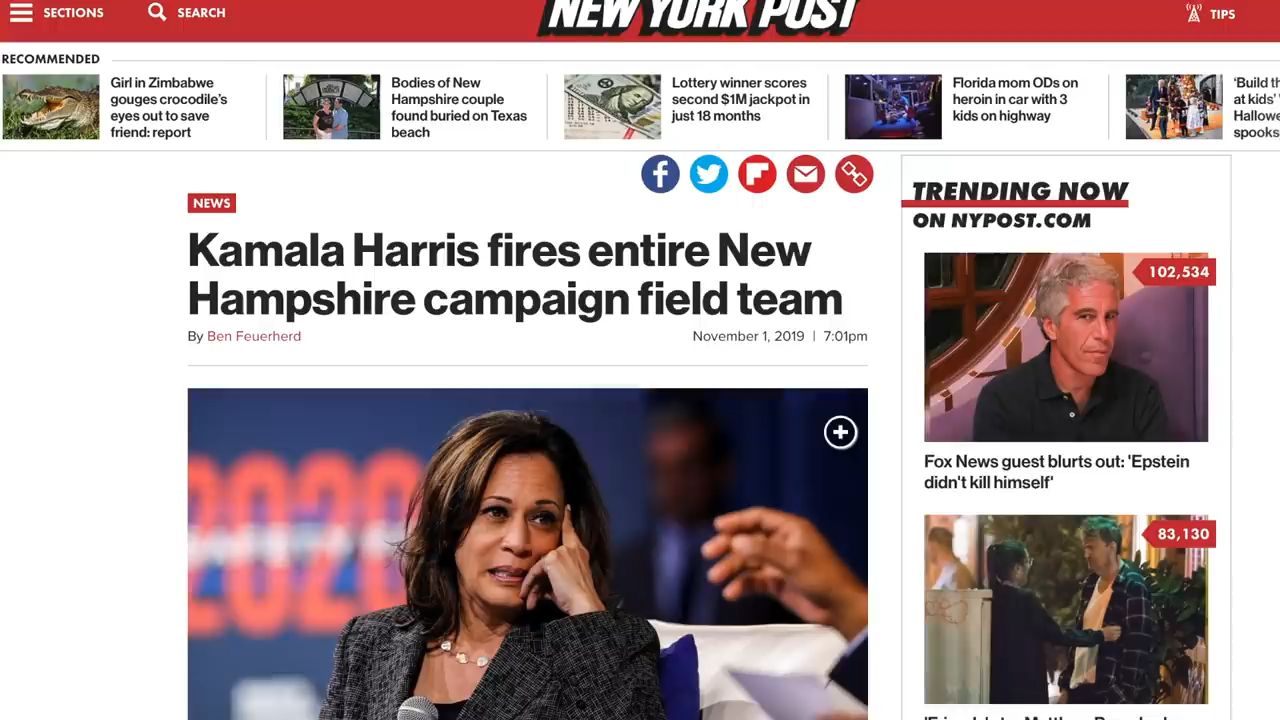 SECTIONS
SEARCH
NEW YORK POST
TIPS
RECOMMENDED
Girl in Zimbabwe
gouges crocodile's
eyes out to save
friend: report
Bodies of New
Hampshire couple
found buried on Texas
beach
Lottery winner scores
second $1M jackpot in
just 18 months
Florida mom ODs on
heroin in car with 3
kids on highway
at kids'
spooks
NEWS
Kamala Harris fires entire New
Hampshire campaign field team
By Ben Feuerherd
November 1, 2019 | 7:01pm
2020
TRENDING NOW
ON NYPOST.COM
102,534
Fox News guest blurts out: 'Epstein
didn't kill himself'
83,130